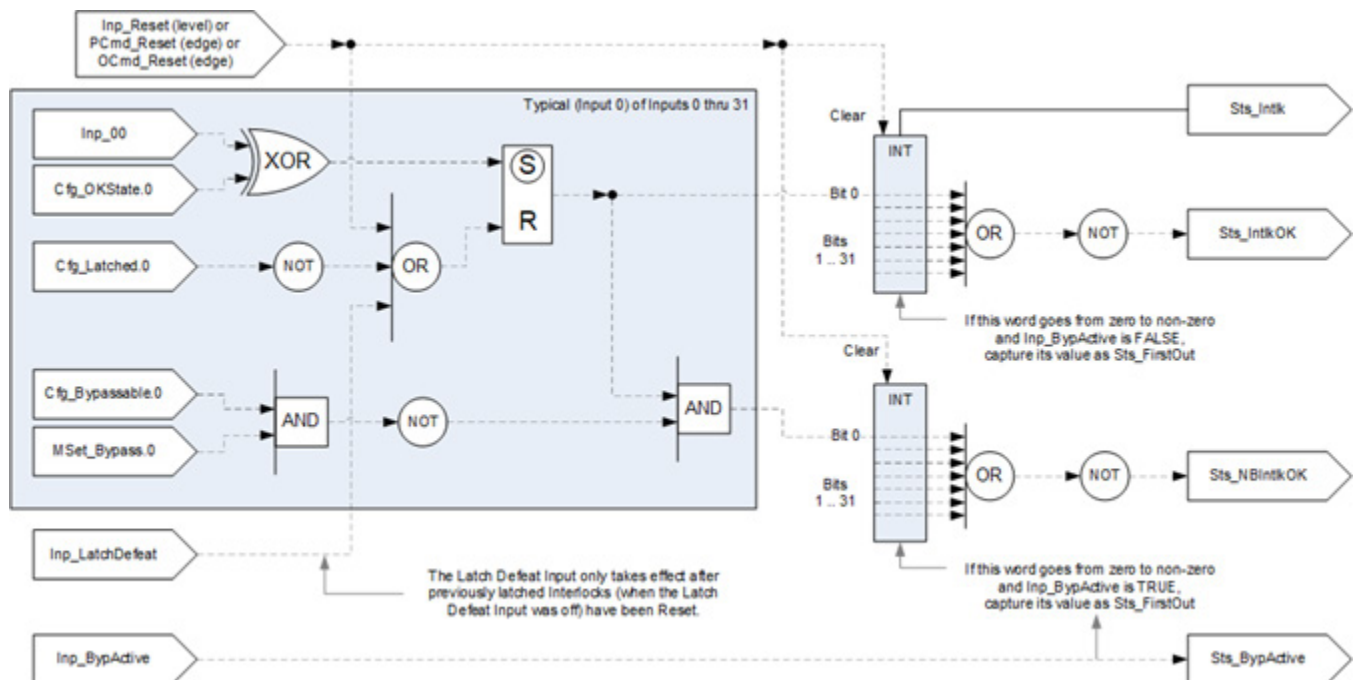 Inp_Reset (level) or
PCmd_Reset (edge) or
OCmd_Reset (edge)
Typical (Input 0) of Inputs 0 thru 31
Inp_00
XOR
Cfg_OKState.0
S
R
Cfg_Latched.0
NOT
OR
Cfg_Bypassable.0
AND
NOT
MSet_Bypass.0
AND
Clear
INT
Sts_Intlk
Bit 0
Bits
1 .. 31
OR
NOT
Sts_IntlkOK
If this word goes from zero to non-zero
and Inp_BypActive is FALSE,
capture its value as Sts_FirstOut
Clear
INT
Bit 0
Bits
1 .. 31
OR
NOT
Sts_NBIntlkOK
If this word goes from zero to non-zero
and Inp_BypActive is TRUE,
capture its value as Sts_FirstOut
Inp_LatchDefeat
The Latch Defeat Input only takes effect after
previously latched Interlocks (when the Latch
Defeat Input was off) have been Reset.
Inp_BypActive
Sts_BypActive